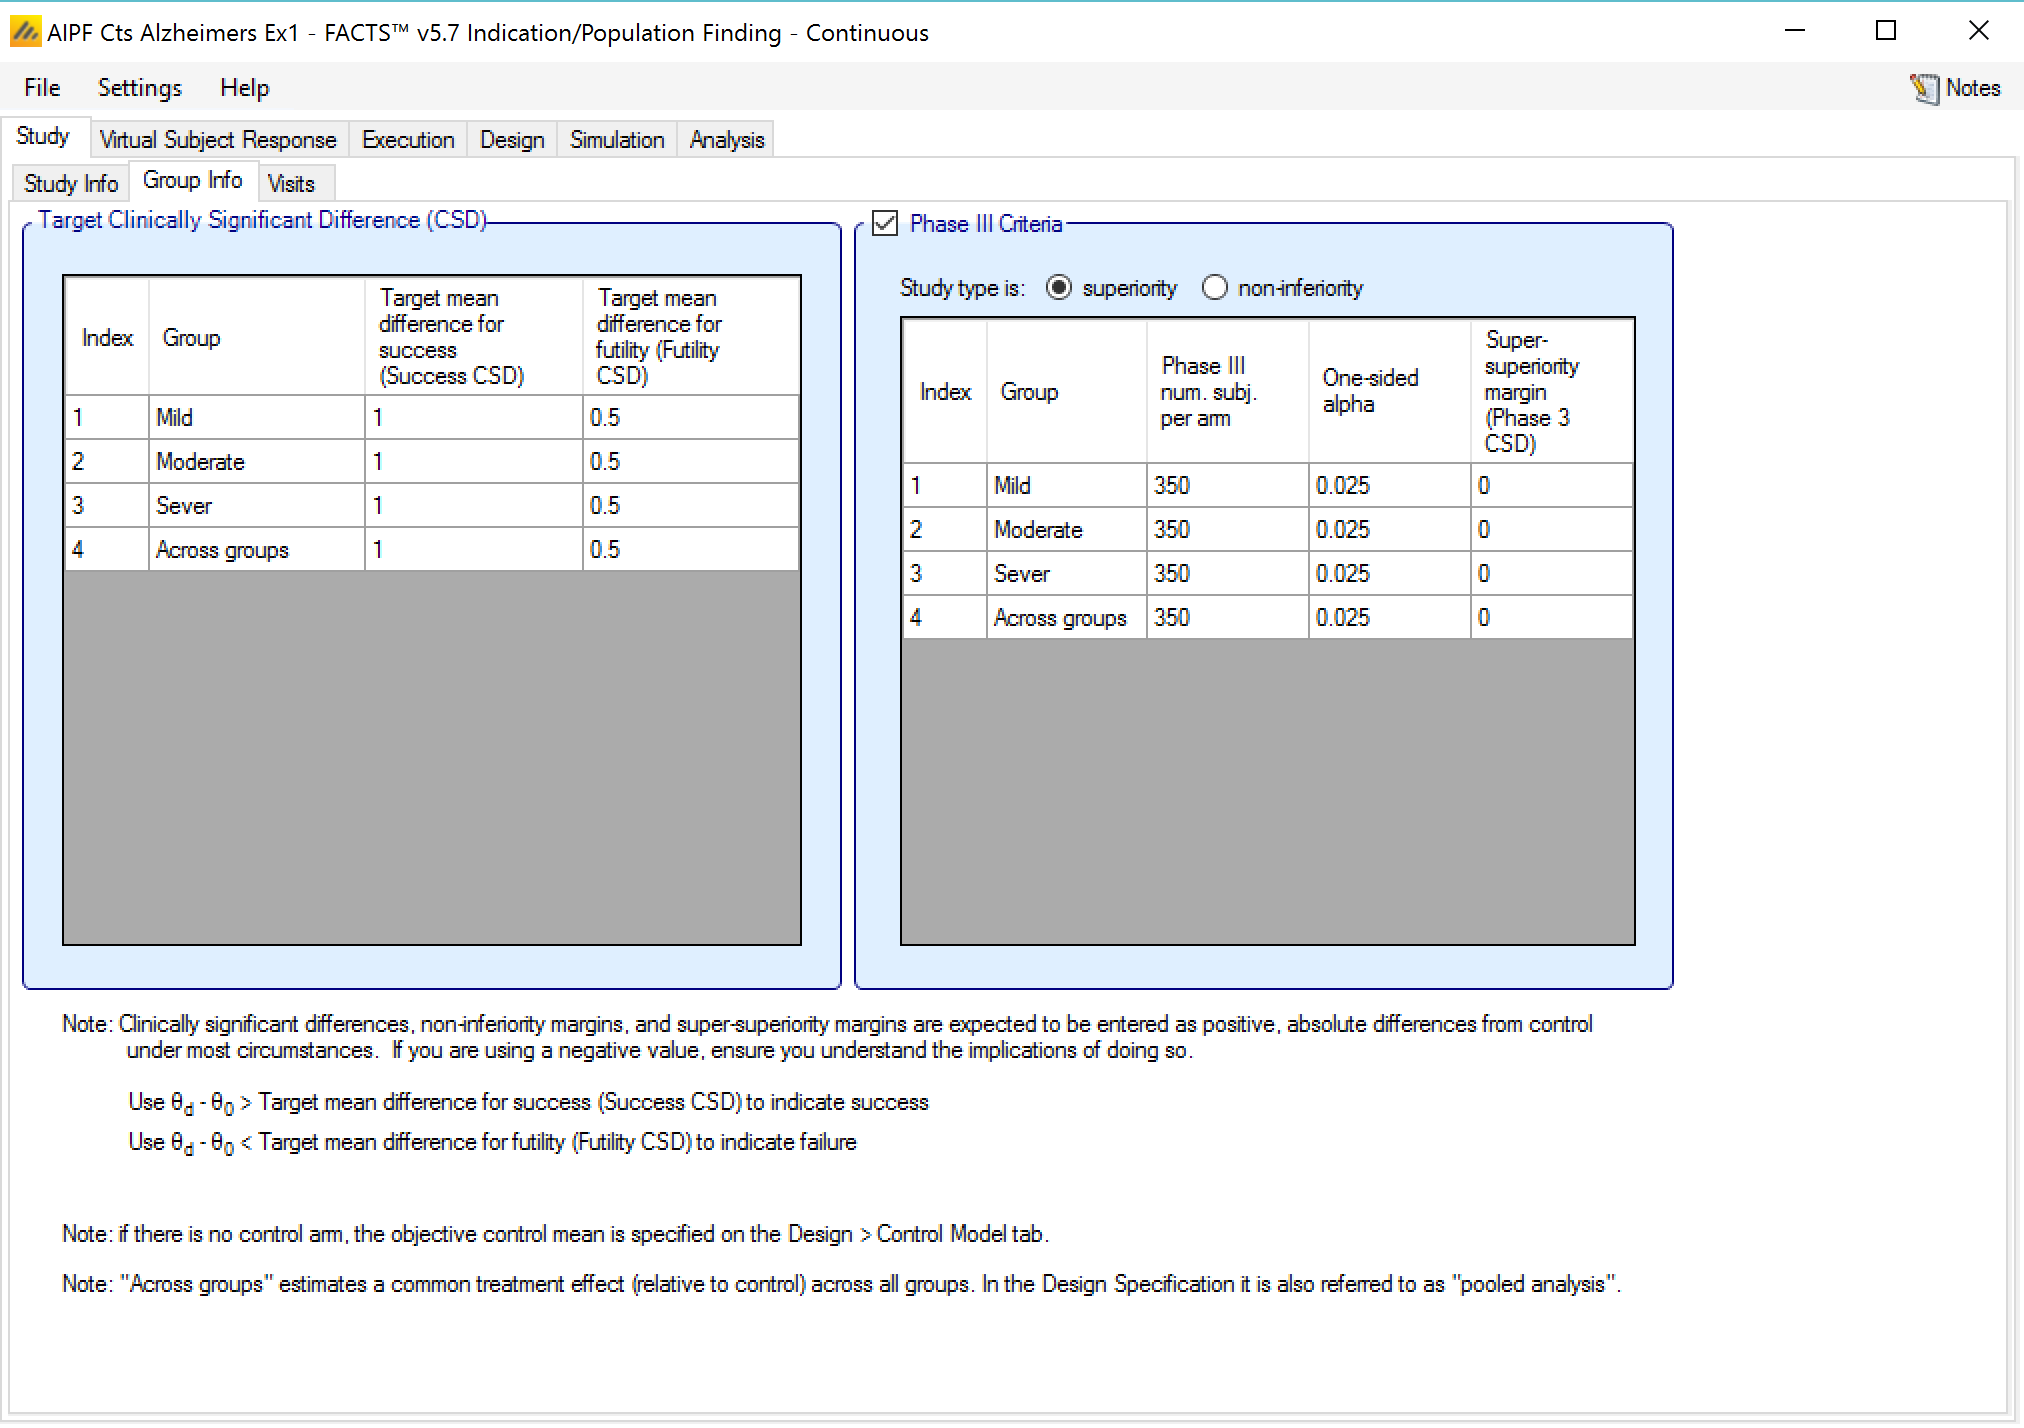 AIPF Cts Alzheimers Ex1 - FACTS™ v5.7 Indication/Population Finding - Continuous
File Settings Help Notes
Study Virtual Subject Response Execution Design Simulation Analysis
Study Info Group Info Visits
Target Clinically Significant Difference (CSD)
Index Group Target mean difference for success (Success CSD) Target mean difference for futility (Futility CSD)
1 Mild 1 0.5
2 Moderate 1 0.5
3 Sever 1 0.5
4 Across groups 1 0.5
Phase III Criteria
Study type is: superiority non-inferiority
Index Group Phase III num. subj. per arm One-sided alpha Super-superiority margin (Phase 3 CSD)
1 Mild 350 0.025 0
2 Moderate 350 0.025 0
3 Sever 350 0.025 0
4 Across groups 350 0.025 0
Note: Clinically significant differences, non-inferiority margins, and super-superiority margins are expected to be entered as positive, absolute differences from control
under most circumstances. If you are using a negative value, ensure you understand the implications of doing so.
Use θd - θ0 > Target mean difference for success (Success CSD) to indicate success
Use θd - θ0 < Target mean difference for futility (Futility CSD) to indicate failure
Note: if there is no control arm, the objective control mean is specified on the Design > Control Model tab.
Note: "Across groups" estimates a common treatment effect (relative to control) across all groups. In the Design Specification it is also referred to as "pooled analysis".